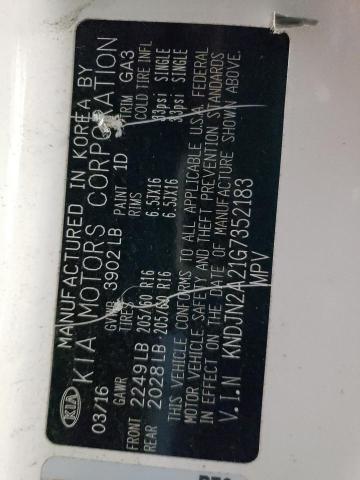 KIA
MANUFACTURED IN KOREA BY
KIA MOTORS CORPORATION
03/16 GVWR 3902LB PAINT 1D TRIM GA3
GAWR TIRES RIMS COLD TIRE INFL
FRONT 2249LB 205/60 R16 6.5JX16 33psi SINGLE
REAR 2028LB 205/60 R16 6.5JX16 33psi SINGLE
THIS VEHICLE CONFORMS TO ALL APPLICABLE U.S.A. FEDERAL
MOTOR VEHICLE SAFETY AND THEFT PREVENTION STANDARDS
IN EFFECT ON THE DATE OF MANUFACTURE SHOWN ABOVE.
V.I.N KNDJN2A21G7352183
MPV